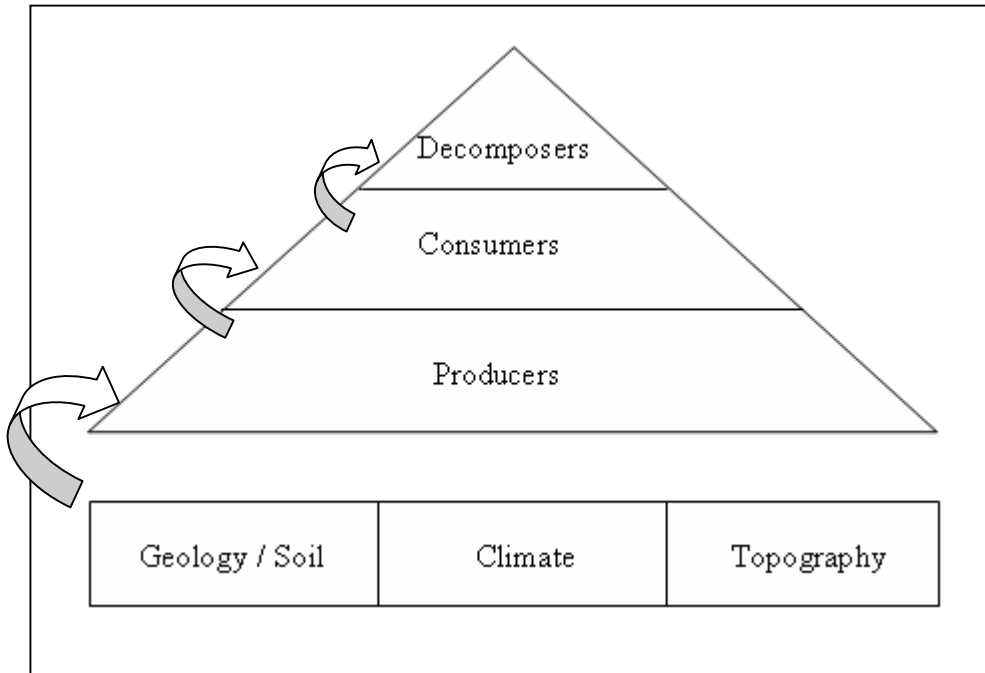 Decomposers
Consumers
Producers
Geology / Soil
Climate
Topography